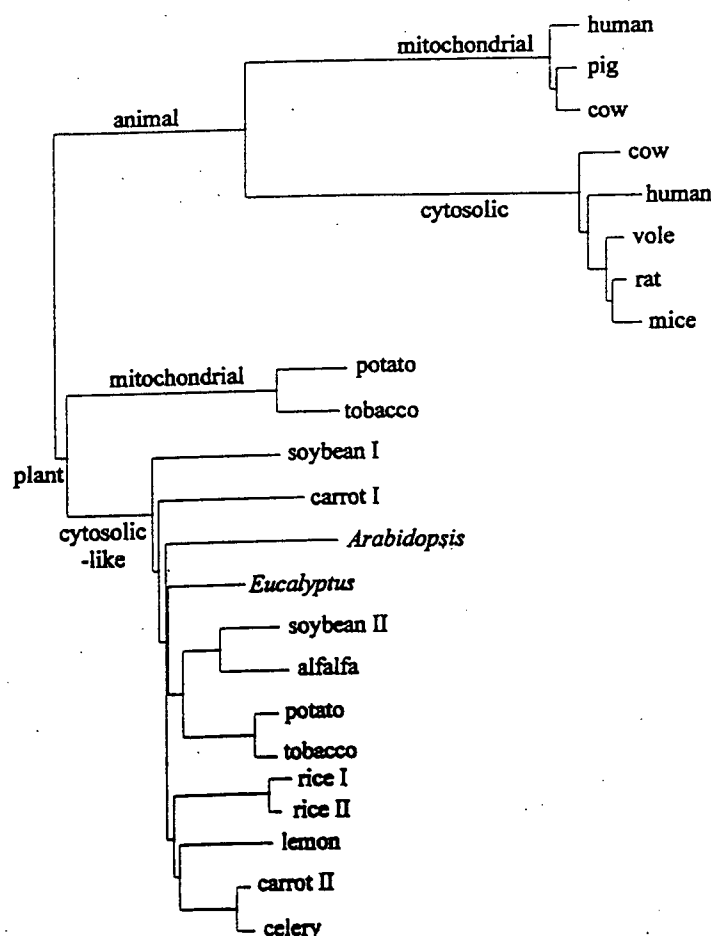 human
mitochondrial
pig
cow
animal
cow
human
cytosolic
vole
rat
mice
potato
mitochondrial
tobacco
soybean I
plant
carrot I
cytosolic
-like
Arabidopsis
Eucalyptus
soybean II
alfalfa
potato
tobacco
rice I
rice II
lemon
carrot II
celery